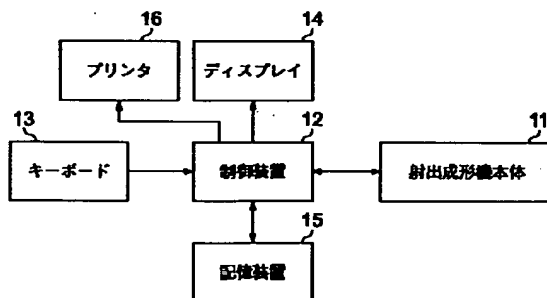 16
プリンタ
14
ディスプレイ
13
キーボード
12
制御装置
11
射出成形機本体
15
記憶装置